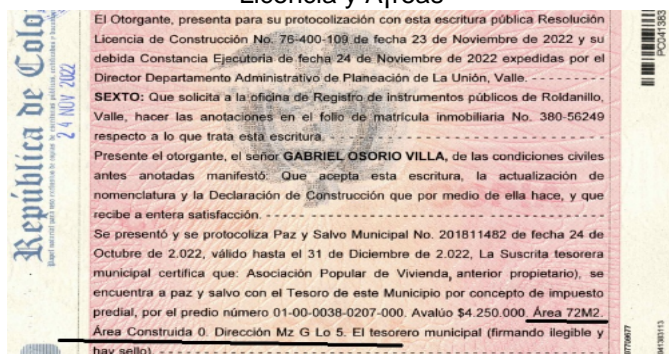 Licencia y Áreas
El Otorgante, presenta para su protocolización con esta escritura pública Resolución
Licencia de Construcción No. 76-400-109 de fecha 23 de Noviembre de 2022 y su
debida Constancia Ejecutoria de fecha 24 de Noviembre de 2022 expedidas por el
Director Departamento Administrativo de Planeación de La Unión, Valle. - - - - - - - - - -
SEXTO: Que solicita a la oficina de Registro de instrumentos públicos de Roldanillo,
Valle, hacer las anotaciones en el folio de matrícula inmobiliaria No. 380-56249
respecto a lo que trata esta escritura.
Presente el otorgante, el señor GABRIEL OSORIO VILLA, de las condiciones civiles
antes anotadas manifestó: Que acepta esta escritura, la actualización de
nomenclatura y la Declaración de Construcción que por medio de ella hace, y que
recibe a entera satisfacción. - - - - - - - - - - - - - - - - - - - - - - - - - - - - - -
Se presentó y se protocoliza Paz y Salvo Municipal No. 201811482 de fecha 24 de
Octubre de 2.022, válido hasta el 31 de Diciembre de 2.022, La Suscrita tesorera
municipal certifica que: Asociación Popular de Vivienda, anterior propietario), se
encuentra a paz y salvo con el Tesoro de este Municipio por concepto de impuesto
predial, por el predio número 01-00-0038-0207-000. Avalúo $4.250.000. Área 72M2.
Área Construida 0. Dirección Mz G Lo 5. El tesorero municipal (firmando ilegible y
hay sello)
República de Colo
24 NOV 2022
PC041383